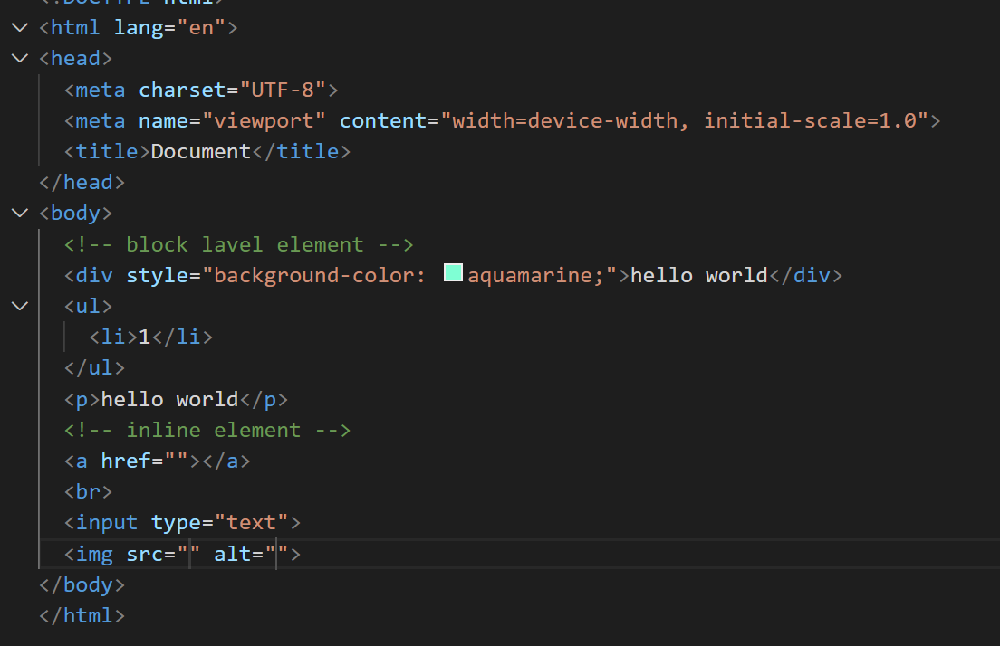 <!DOCTYPE html>
<html lang="en">
<head>
<meta charset="UTF-8">
<meta name="viewport" content="width=device-width, initial-scale=1.0">
<title>Document</title>
</head>
<body>
<!-- block lavel element -->
<div style="background-color: aquamarine;">hello world</div>
<ul>
<li>1</li>
</ul>
<p>hello world</p>
<!-- inline element -->
<a href=""></a>
<br>
<input type="text">
<img src="" alt="">
</body>
</html>